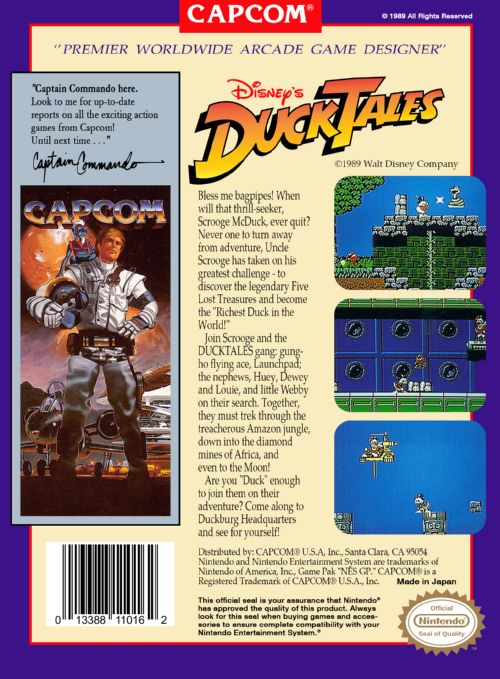 CAPCOM®
© 1989 All Rights Reserved
"PREMIER WORLDWIDE ARCADE GAME DESIGNER"
"Captain Commando here.
Look to me for up-to-date
reports on all the exciting action
games from Capcom!
Until next time . . ."
Captain Commando
CAPCOM
Disney's
DUCKTALES
©1989 Walt Disney Company
Bless me bagpipes! When
will that thrill-seeker,
Scrooge McDuck, ever quit?
Never one to turn away
from adventure, Uncle
Scrooge has taken on his
greatest challenge - to
discover the legendary Five
Lost Treasures and become
the "Richest Duck in the
World!"
Join Scrooge and the
DUCKTALES gang: gung-
ho flying ace, Launchpad;
the nephews, Huey, Dewey
and Louie, and little Webby
on their search. Together,
they must trek through the
treacherous Amazon jungle,
down into the diamond
mines of Africa, and
even to the Moon!
Are you "Duck" enough
to join them on their
adventure? Come along to
Duckburg Headquarters
and see for yourself!
Distributed by: CAPCOM® U.S.A, Inc., Santa Clara, CA 95054
Nintendo and Nintendo Entertainment System are trademarks of
Nintendo of America, Inc., Game Pak "NES GP." CAPCOM® is a
Registered Trademark of CAPCOM® U.S.A., Inc.
Made in Japan
This official seal is your assurance that Nintendo®
has approved the quality of this product. Always
look for this seal when buying games and acces-
sories to ensure complete compatibility with your
Nintendo Entertainment System.®
Official
Nintendo
Seal of Quality
TM
0 13388 11016 2